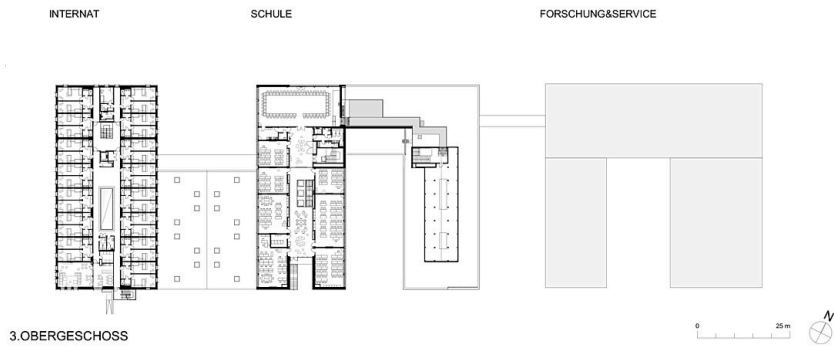 INTERNAT
SCHULE
FORSCHUNG&SERVICE
3.OBERGESCHOSS
0 25 m
N